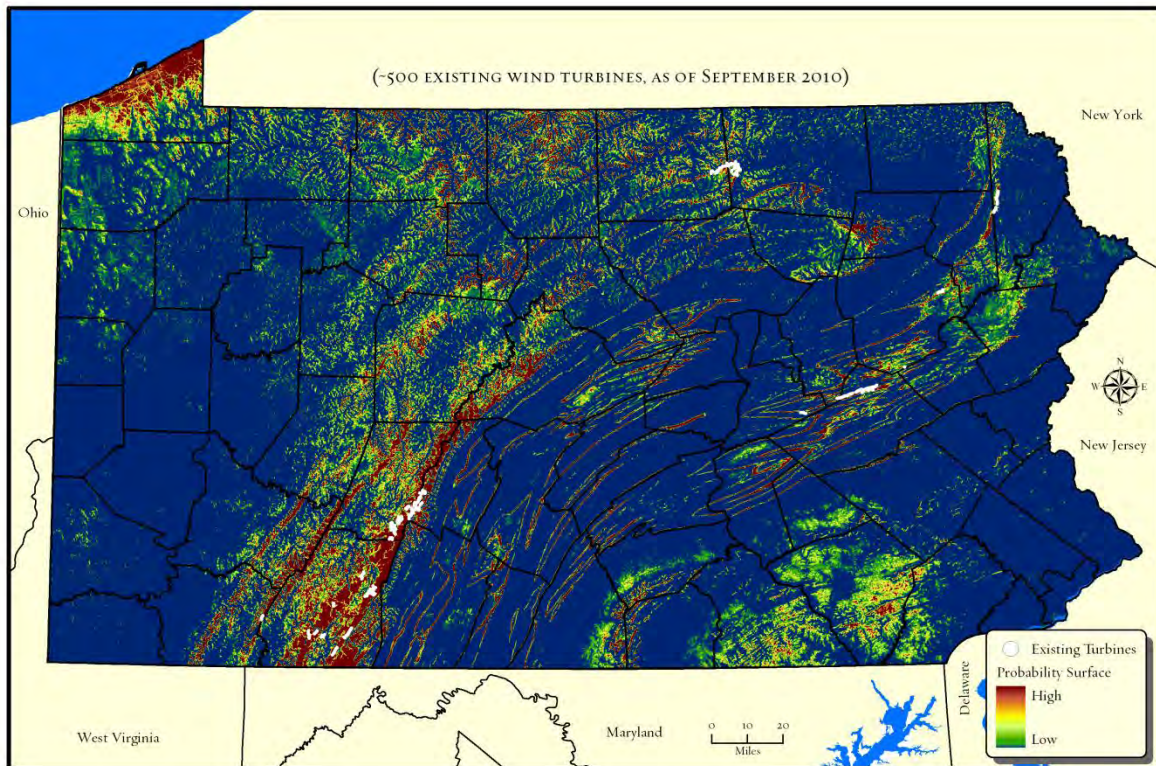 (~500 existing wind turbines, as of September 2010)
New York
Ohio
N
W E
S
New Jersey
Existing Turbines
Probability Surface
High
Low
Delaware
West Virginia
Maryland
0 10 20
Miles